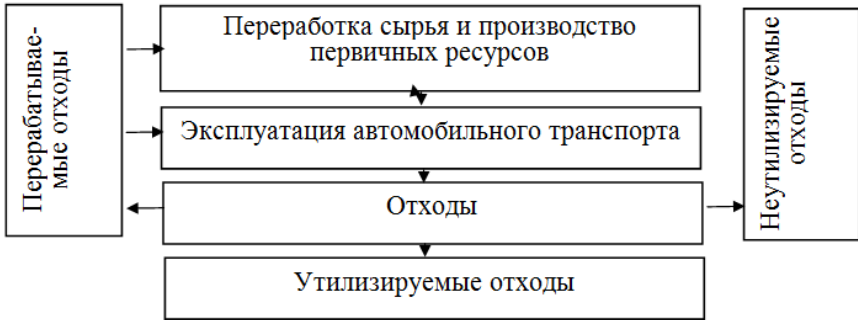 Перерабатывае-
мые отходы
Переработка сырья и производство
первичных ресурсов
Эксплуатация автомобильного транспорта
Отходы
Утилизируемые отходы
Неутилизируемые
отходы